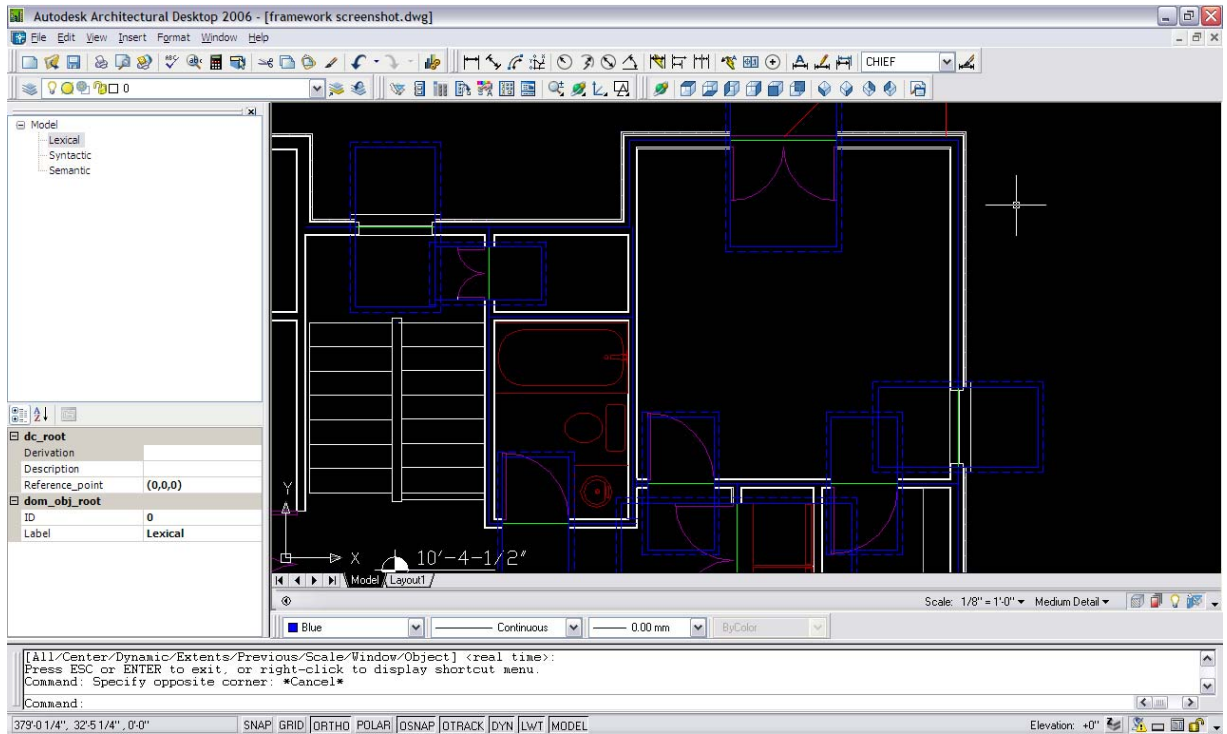 Autodesk Architectural Desktop 2006 - [framework screenshot.dwg]
File Edit View Insert Format Window Help
CHIEF
0
Model
Lexical
Syntactic
Semantic
dc_root
Derivation
Description
Reference_point (0,0,0)
dom_obj_root
ID 0
Label Lexical
Y
X 10'-4-1/2"
Model Layout1
Scale: 1/8" = 1'-0" Medium Detail
Blue Continuous 0.00 mm ByColor
[All/Center/Dynamic/Extents/Previous/Scale/Window/Object] <real time>:
Press ESC or ENTER to exit, or right-click to display shortcut menu.
Command: Specify opposite corner: *Cancel*
Command:
379'-0 1/4", 32'-5 1/4" , 0'-0" SNAP GRID ORTHO POLAR OSNAP OTRACK DYN LWT MODEL Elevation: +0"